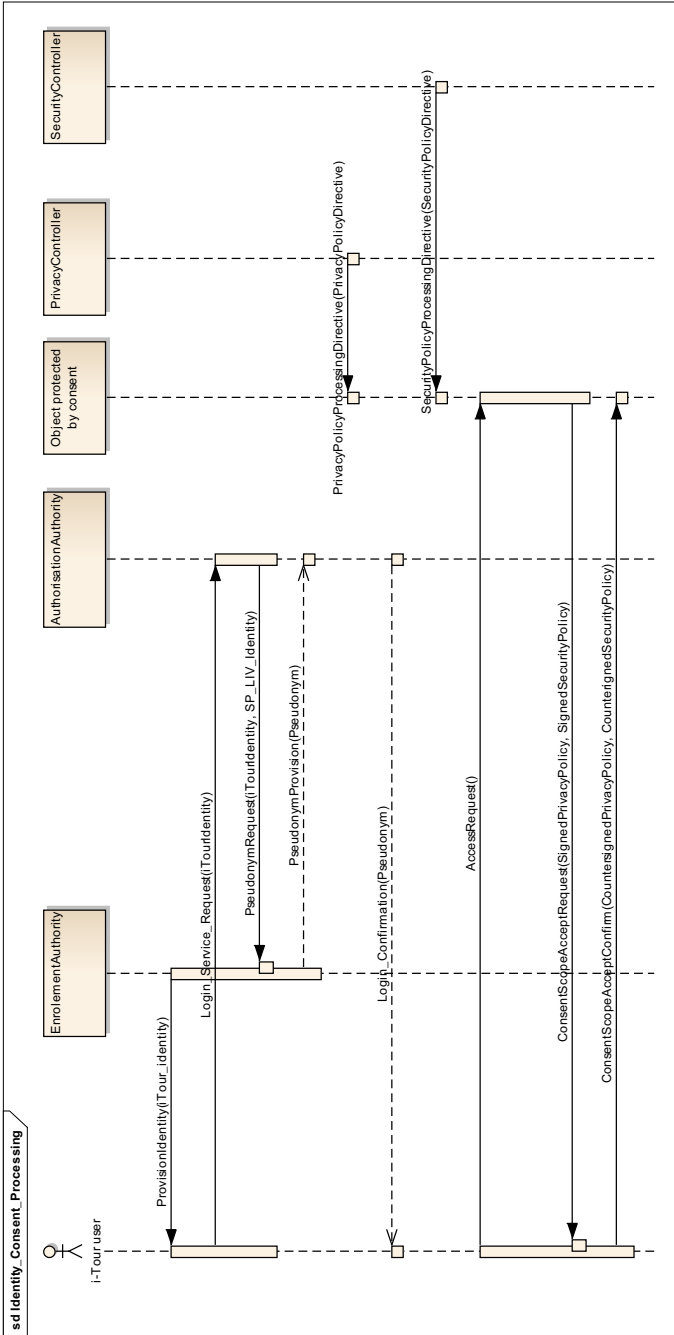 sd Identity_Consent_Processing
i-Tour user
EnrolementAuthority
AuthorisationAuthority
Object protected
by consent
PrivacyController
SecurityController
ProvisionIdentity(iTour_identity)
Login_Service_Request(iTourIdentity)
PseudonymRequest(iTourIdentity, SP_LIV_Identity)
PseudonymProvision(Pseudonym)
PrivacyPolicyProcessingDirective(PrivacyPolicyDirective)
Login_Confirmation(Pseudonym)
SecurityPolicyProcessingDirective(SecurityPolicyDirective)
AccessRequest()
ConsentScopeAcceptRequest(SignedPrivacyPolicy, SignedSecurityPolicy)
ConsentScopeAcceptConfirm(CountersignedPrivacyPolicy, CounterignedSecurityPolicy)